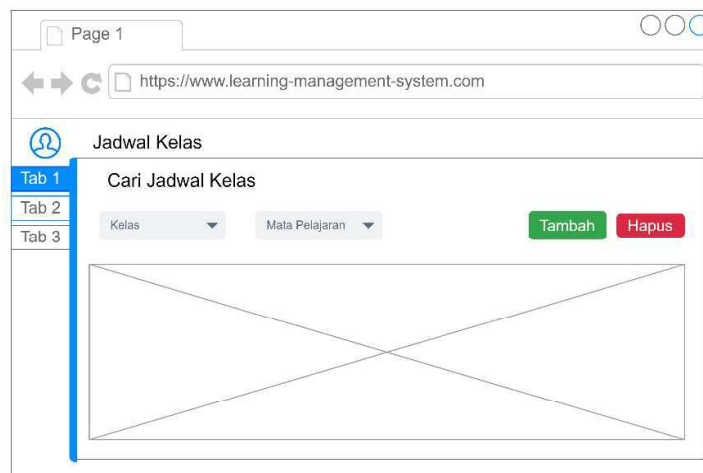 Page 1
https://www.learning-management-system.com
Jadwal Kelas
Tab 1
Cari Jadwal Kelas
Tab 2
Kelas
Mata Pelajaran
Tambah
Hapus
Tab 3